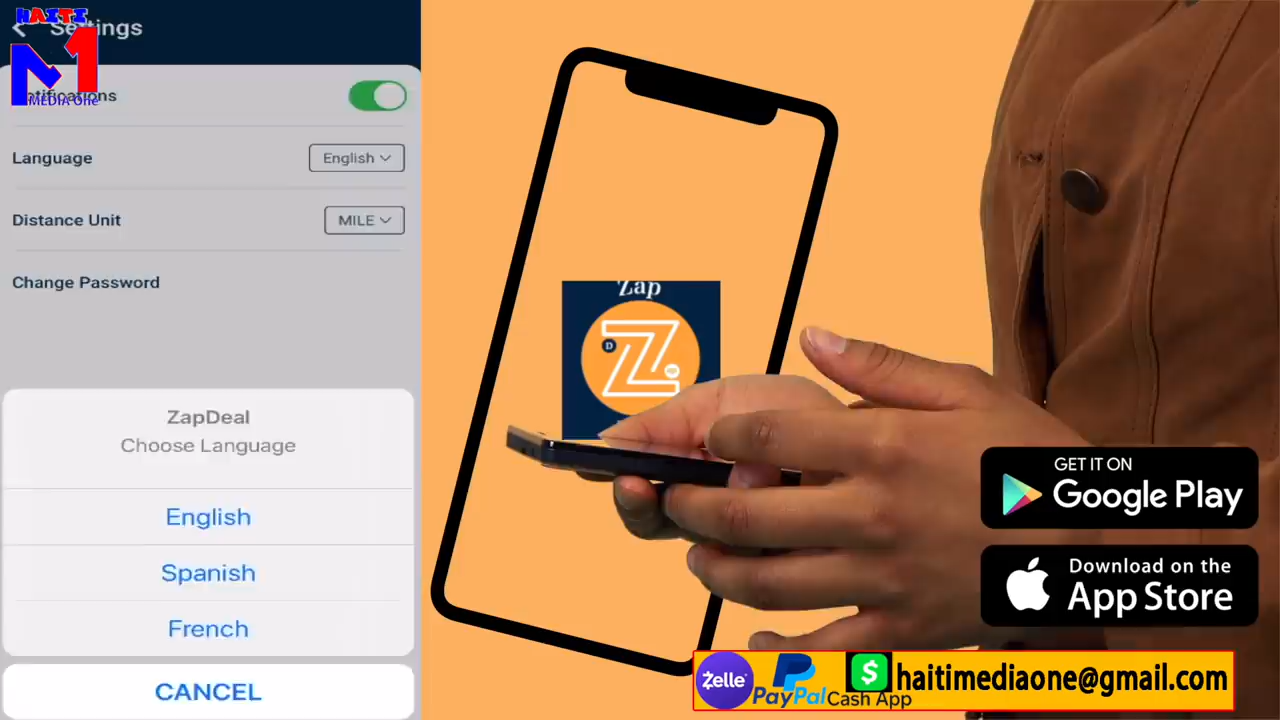 HAITI
Settings
MEDIA One
Notifications
Language
English
Distance Unit
MILE
Change Password
ZapDeal
Choose Language
English
Spanish
French
CANCEL
Zap
D
Z
GET IT ON
Google Play
Download on the
App Store
Zelle
PayPal
$
Cash App
haitimediaone@gmail.com